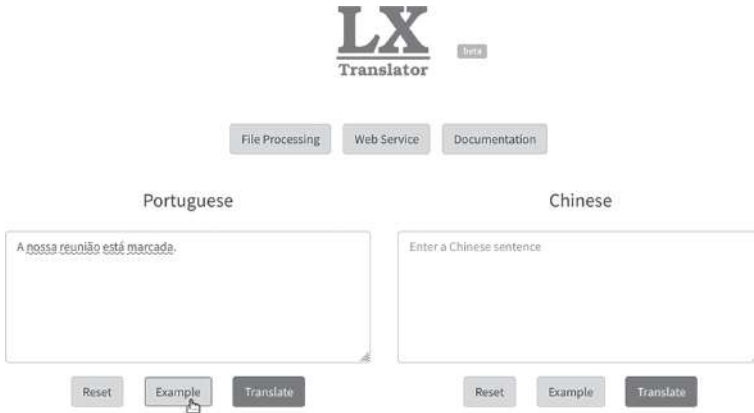 LX
Translator
beta
File Processing Web Service Documentation
Portuguese Chinese
A nossa reunião está marcada. Enter a Chinese sentence
Reset Example Translate Reset Example Translate